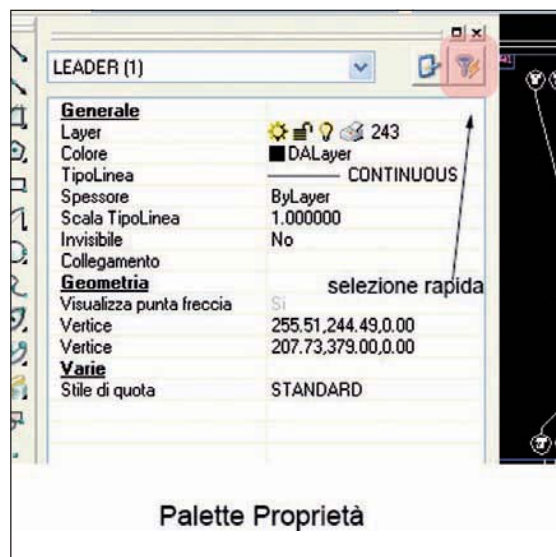 LEADER (1)
Generale
Layer 243
Colore DALayer
TipoLinea CONTINUOUS
Spessore ByLayer
Scala TipoLinea 1.000000
Invisibile No
Collegamento
Geometria
selezione rapida
Visualizza punta freccia Si
Vertice 255.51,244.49,0.00
Vertice 207.73,379.00,0.00
Varie
Stile di quota STANDARD
Palette Proprietà